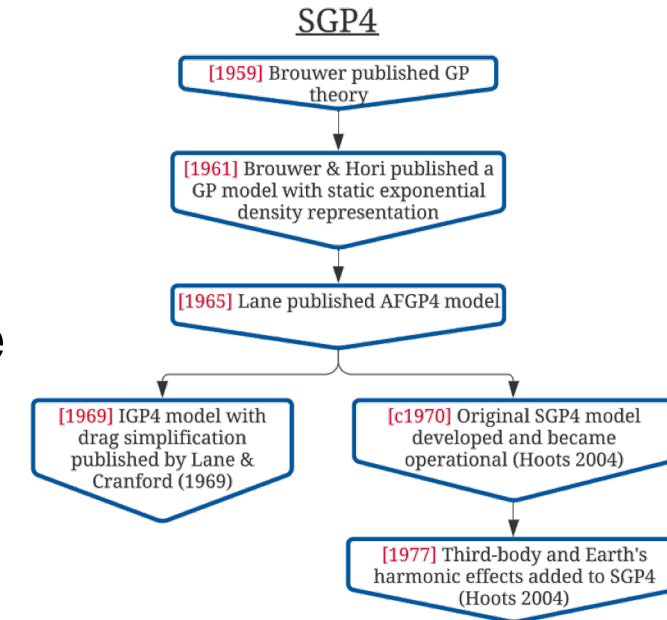 SGP4
[1959] Brouwer published GP
theory
[1961] Brouwer & Hori published a
GP model with static exponential
density representation
[1965] Lane published AFGP4 model
e
[1969] IGP4 model with
drag simplification
published by Lane &
Cranford (1969)
[c1970] Original SGP4 model
developed and became
operational (Hoots 2004)
[1977] Third-body and Earth's
harmonic effects added to SGP4
(Hoots 2004)